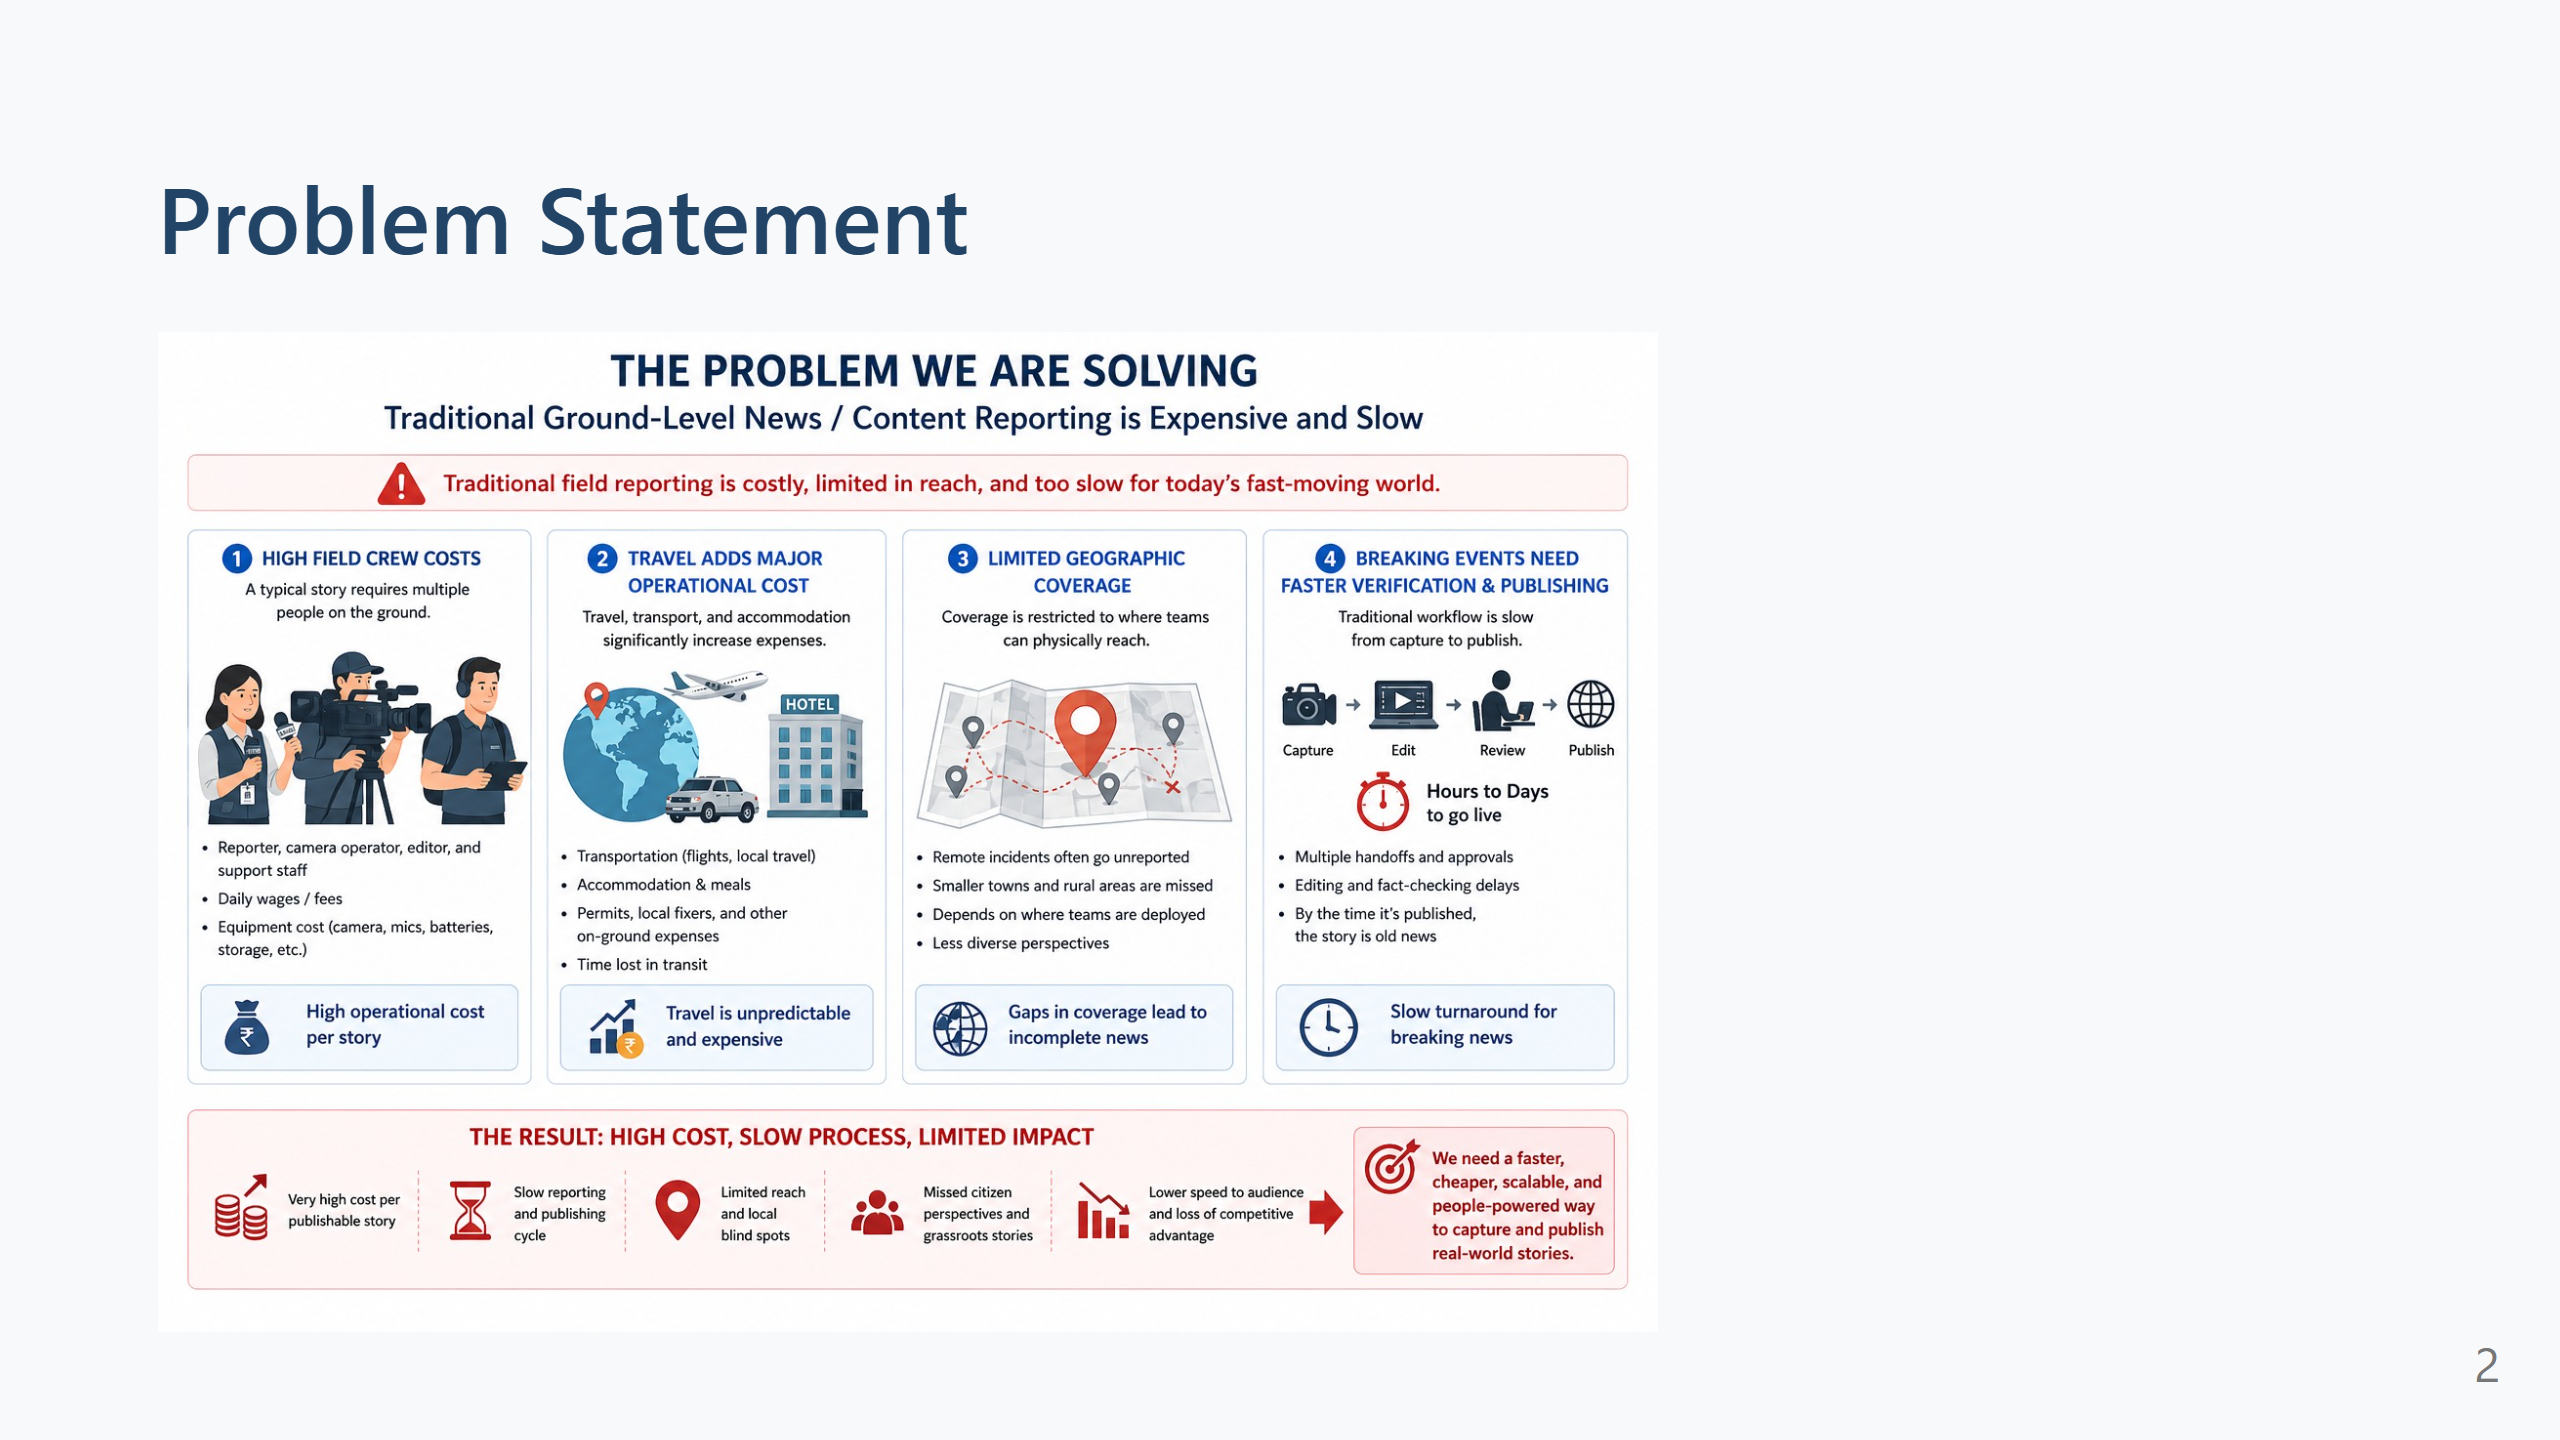 Problem Statement
THE PROBLEM WE ARE SOLVING
Traditional Ground-Level News / Content Reporting is Expensive and Slow
Traditional field reporting is costly, limited in reach, and too slow for today's fast-moving world.
1 HIGH FIELD CREW COSTS
A typical story requires multiple
people on the ground.
• Reporter, camera operator, editor, and
support staff
• Daily wages / fees
• Equipment cost (camera, mics, batteries,
storage, etc.)
₹
High operational cost
per story
2 TRAVEL ADDS MAJOR
OPERATIONAL COST
Travel, transport, and accommodation
significantly increase expenses.
HOTEL
• Transportation (flights, local travel)
• Accommodation & meals
• Permits, local fixers, and other
on-ground expenses
• Time lost in transit
₹
Travel is unpredictable
and expensive
3 LIMITED GEOGRAPHIC
COVERAGE
Coverage is restricted to where teams
can physically reach.
• Remote incidents often go unreported
• Smaller towns and rural areas are missed
• Depends on where teams are deployed
• Less diverse perspectives
Gaps in coverage lead to
incomplete news
4 BREAKING EVENTS NEED
FASTER VERIFICATION & PUBLISHING
Traditional workflow is slow
from capture to publish.
Capture → Edit → Review → Publish
Hours to Days
to go live
• Multiple handoffs and approvals
• Editing and fact-checking delays
• By the time it's published,
the story is old news
Slow turnaround for
breaking news
THE RESULT: HIGH COST, SLOW PROCESS, LIMITED IMPACT
Very high cost per
publishable story
Slow reporting
and publishing
cycle
Limited reach
and local
blind spots
Missed citizen
perspectives and
grassroots stories
Lower speed to audience
and loss of competitive
advantage
We need a faster,
cheaper, scalable, and
people-powered way
to capture and publish
real-world stories.
2